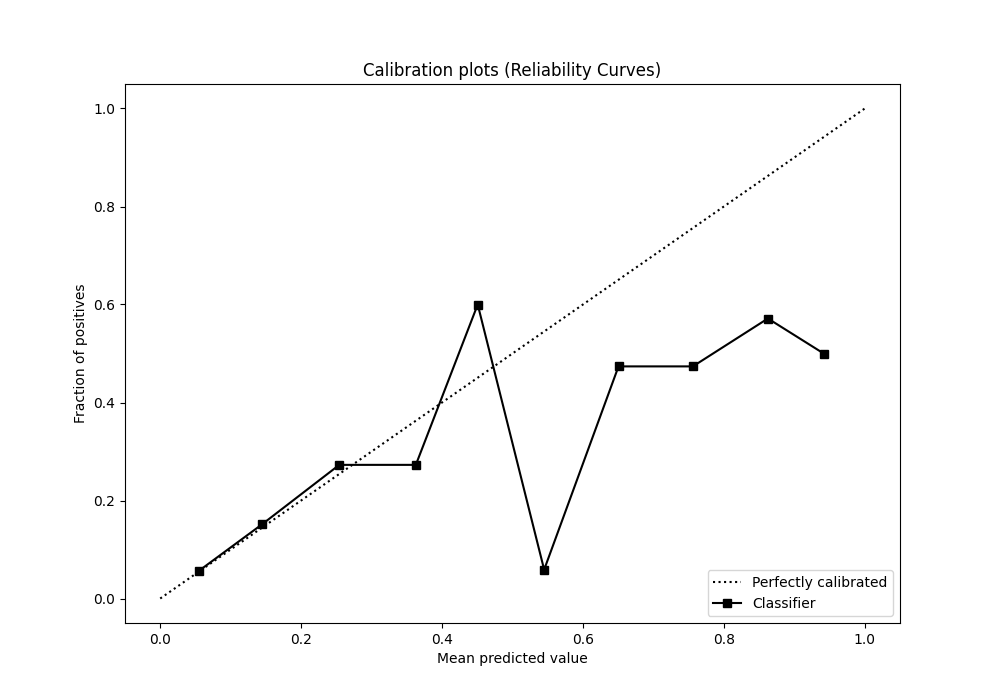 Calibration plots (Reliability Curves)
1.0
0.8
0.6
0.4
0.2
0.0
Fraction of positives
0.0 0.2 0.4 0.6 0.8 1.0
Mean predicted value
Perfectly calibrated
Classifier